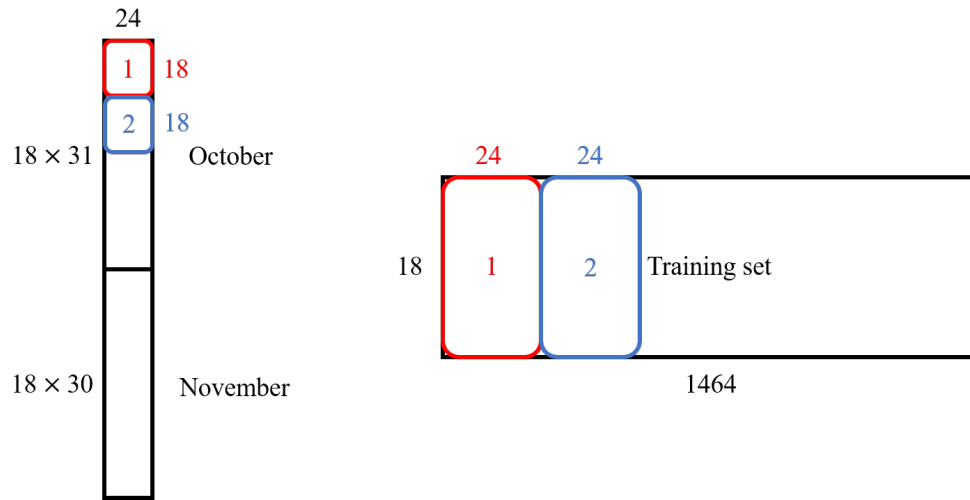 24
1 18
2 18
18 × 31 October
18 × 30 November
24 24
18 1 2 Training set
1464